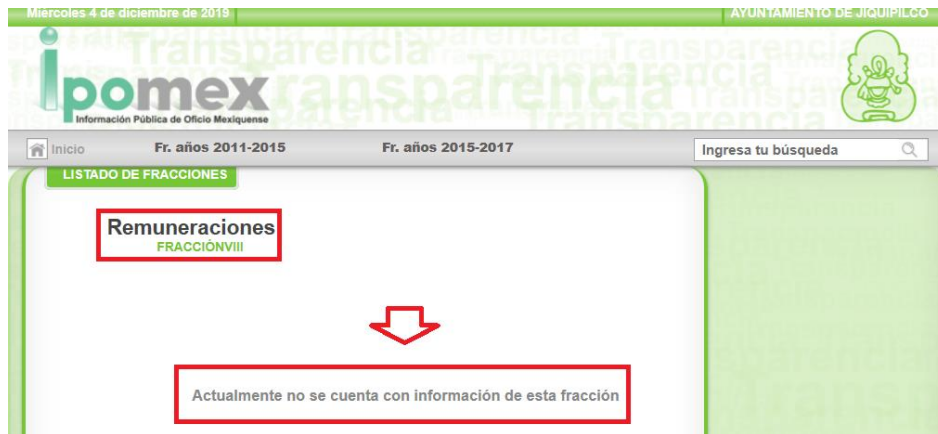 Miércoles 4 de diciembre de 2019
AYUNTAMIENTO DE JIQUIPILCO
ipomex
Información Pública de Oficio Mexiquense
Inicio
Fr. años 2011-2015
Fr. años 2015-2017
Ingresa tu búsqueda
LISTADO DE FRACCIONES
Remuneraciones
FRACCIÓNVIII
Actualmente no se cuenta con información de esta fracción